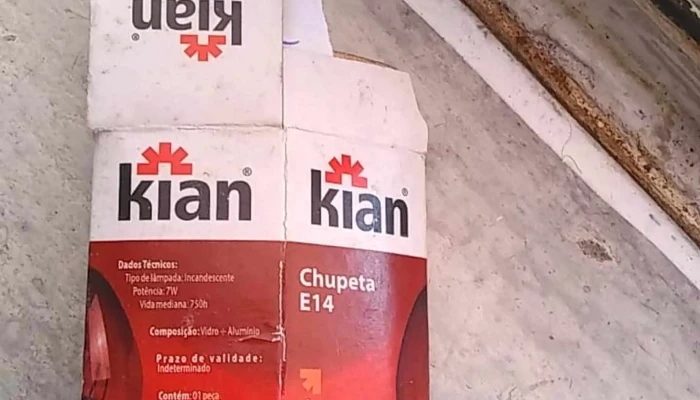 kian®
kian®
Dados Técnicos:
Tipo de lâmpada: Incandescente
Potência: 7W
Vida mediana: 750h
Composição: Vidro + Alumínio
Prazo de validade:
Indeterminado
Contém: 01 peça
kian®
Chupeta
E14